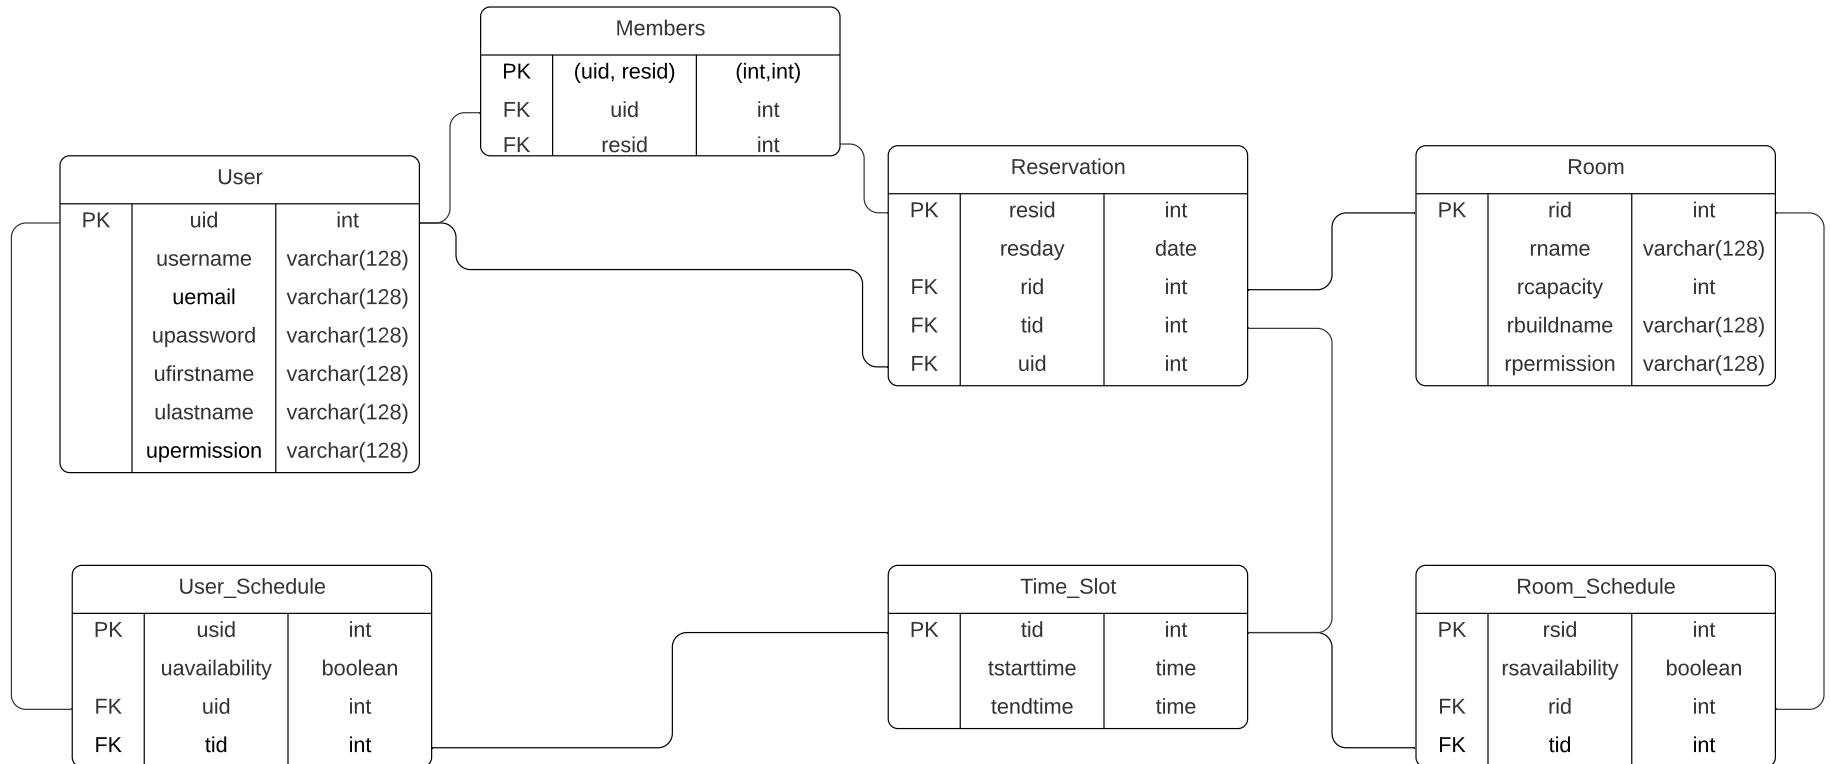 Members
PK (uid, resid) (int,int)
FK uid int
FK resid int
User
PK uid int
username varchar(128)
uemail varchar(128)
upassword varchar(128)
ufirstname varchar(128)
ulastname varchar(128)
upermission varchar(128)
Reservation
PK resid int
resday date
FK rid int
FK tid int
FK uid int
Room
PK rid int
rname varchar(128)
rcapacity int
rbuildname varchar(128)
rpermission varchar(128)
User_Schedule
PK usid int
uavailability boolean
FK uid int
FK tid int
Time_Slot
PK tid int
tstarttime time
tendtime time
Room_Schedule
PK rsid int
rsavailability boolean
FK rid int
FK tid int